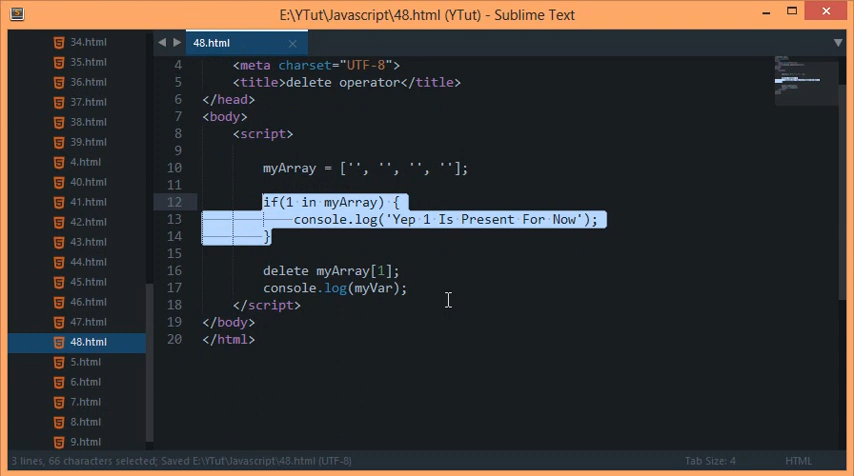 E:\YTut\Javascript\48.html (YTut) - Sublime Text
34.html
35.html
36.html
37.html
38.html
39.html
4.html
40.html
41.html
42.html
43.html
44.html
45.html
46.html
47.html
48.html
5.html
6.html
7.html
8.html
9.html
48.html
4 <meta charset="UTF-8">
5 <title>delete operator</title>
6 </head>
7 <body>
8 <script>
9
10 myArray = ['', '', '', ''];
11
12 if(1 in myArray) {
13 console.log('Yep 1 Is Present For Now');
14 }
15
16 delete myArray[1];
17 console.log(myVar);
18 </script>
19 </body>
20 </html>
3 lines, 66 characters selected; Saved E:\YTut\Javascript\48.html (UTF-8)
Tab Size: 4
HTML